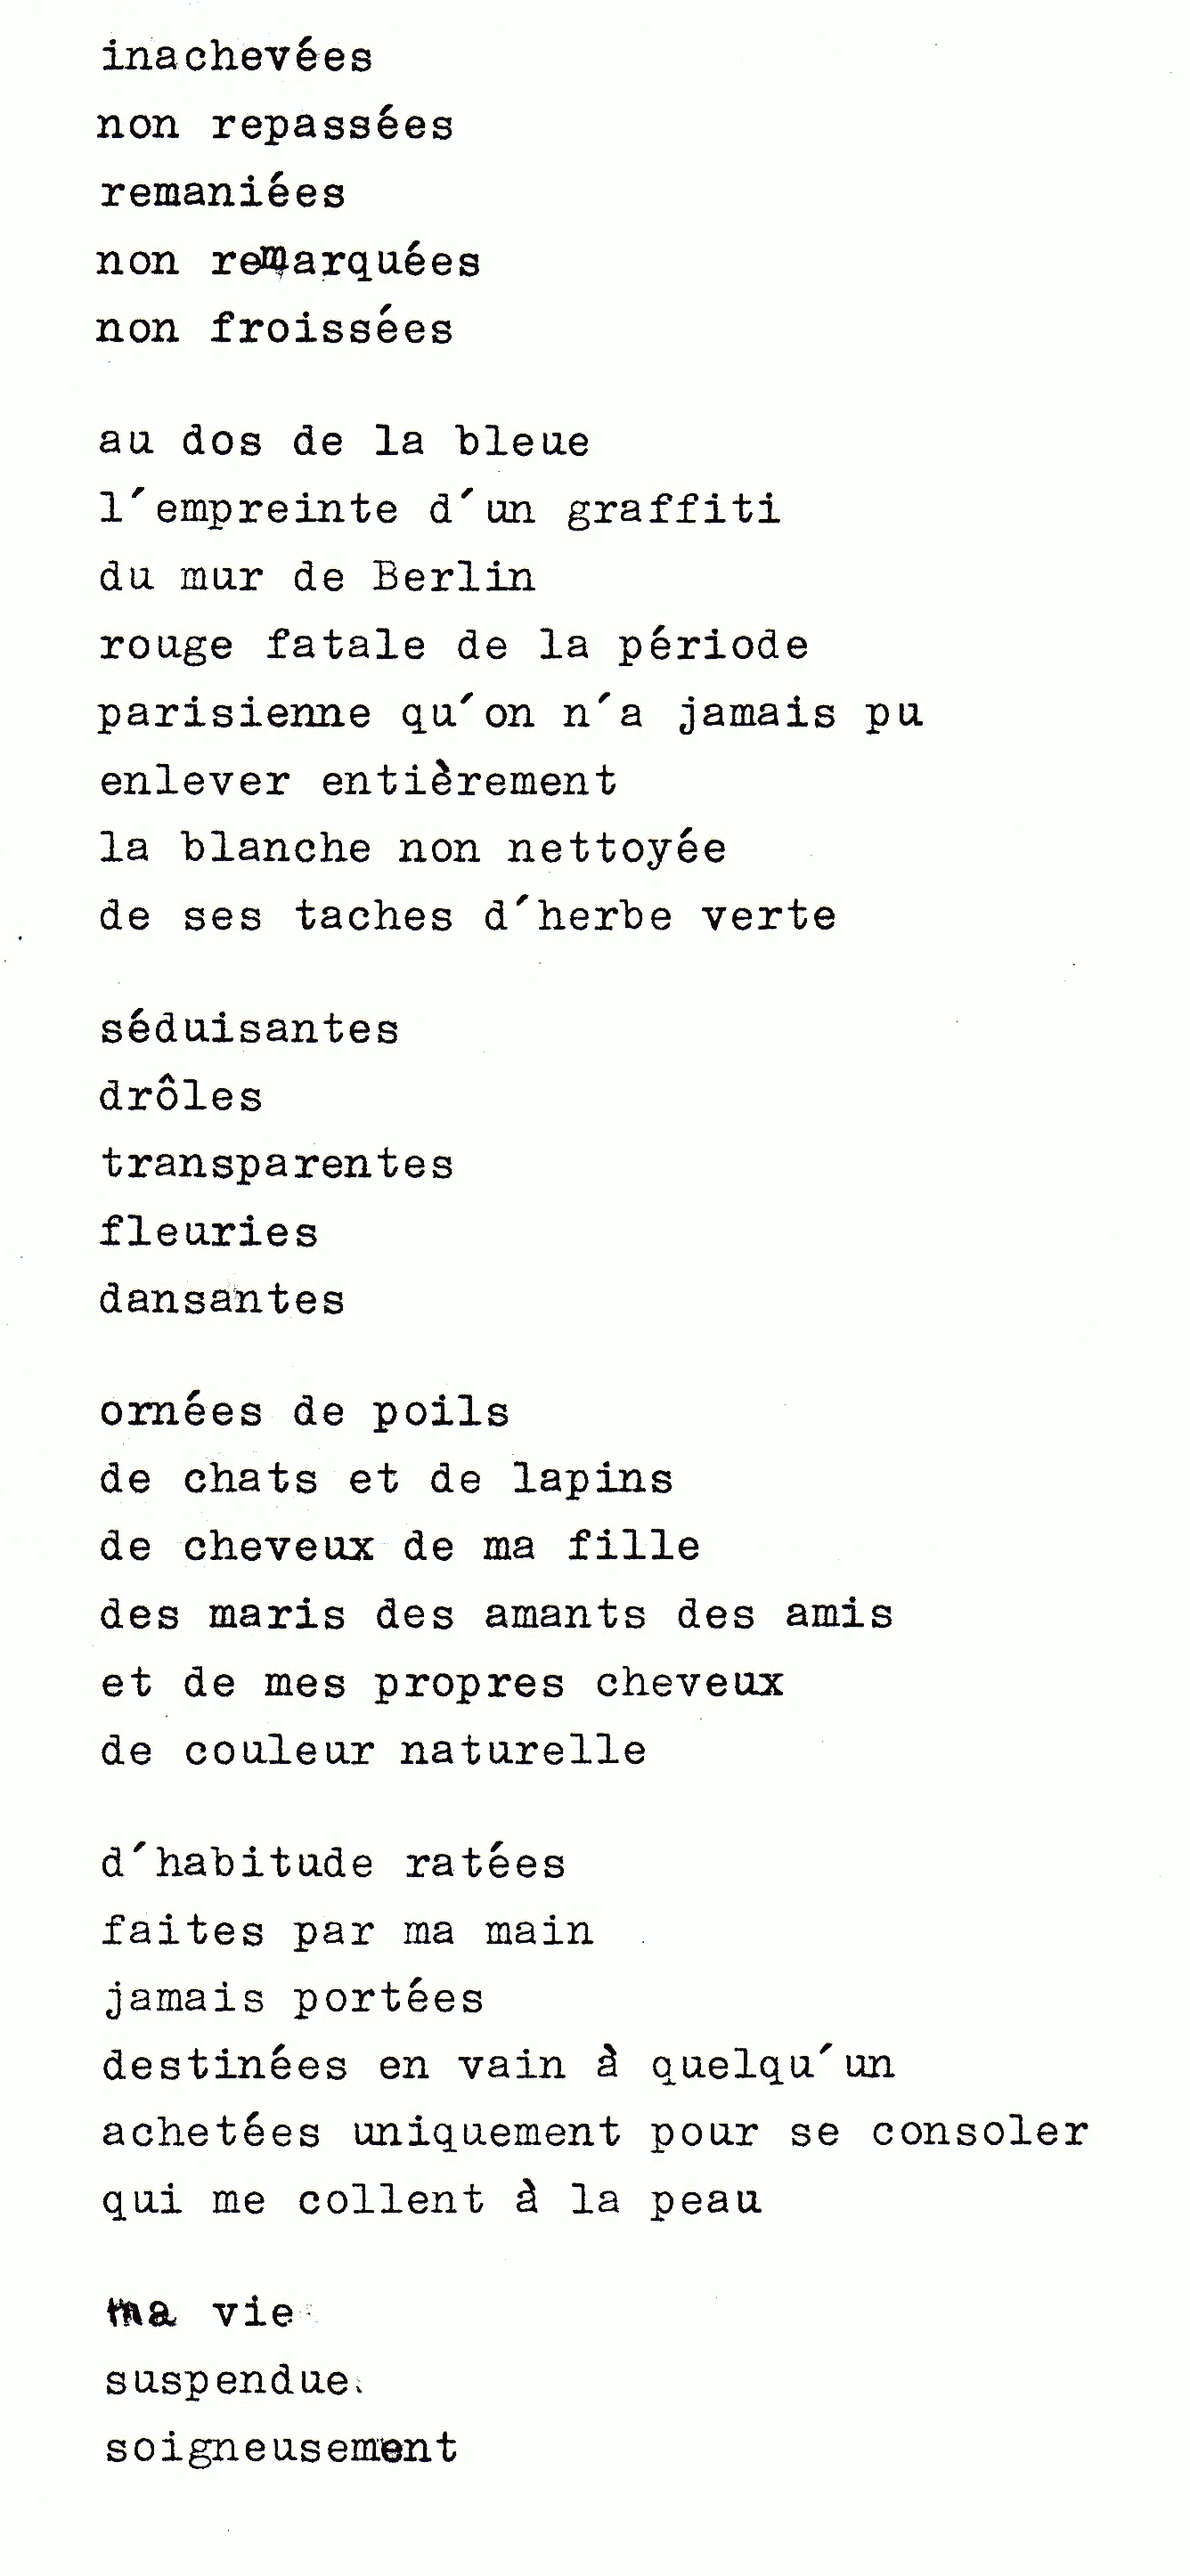 inachevées
non repassées
remaniées
non remarquées
non froissées
au dos de la bleue
l'empreinte d'un graffiti
du mur de Berlin
rouge fatale de la période
parisienne qu'on n'a jamais pu
enlever entièrement
la blanche non nettoyée
de ses taches d'herbe verte
séduisantes
drôles
transparentes
fleuries
dansantes
ornées de poils
de chats et de lapins
de cheveux de ma fille
des maris des amants des amis
et de mes propres cheveux
de couleur naturelle
d'habitude ratées
faites par ma main
jamais portées
destinées en vain à quelqu'un
achetées uniquement pour se consoler
qui me collent à la peau
ma vie
suspendue
soigneusement